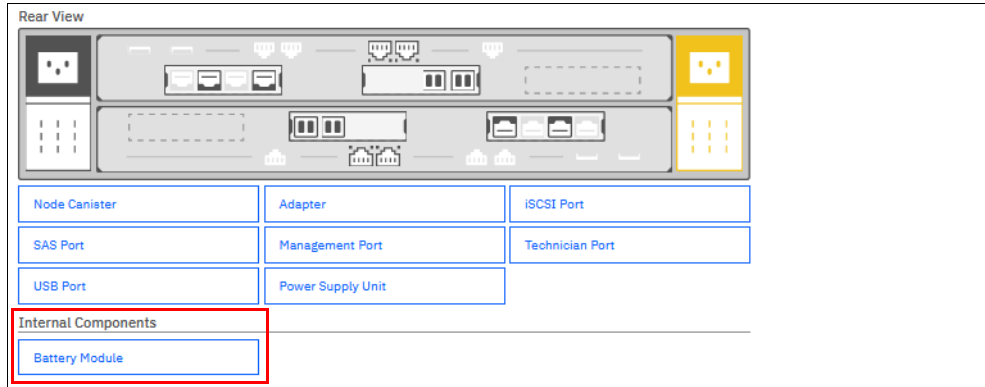 Rear View
Node Canister
Adapter
iSCSI Port
SAS Port
Management Port
Technician Port
USB Port
Power Supply Unit
Internal Components
Battery Module